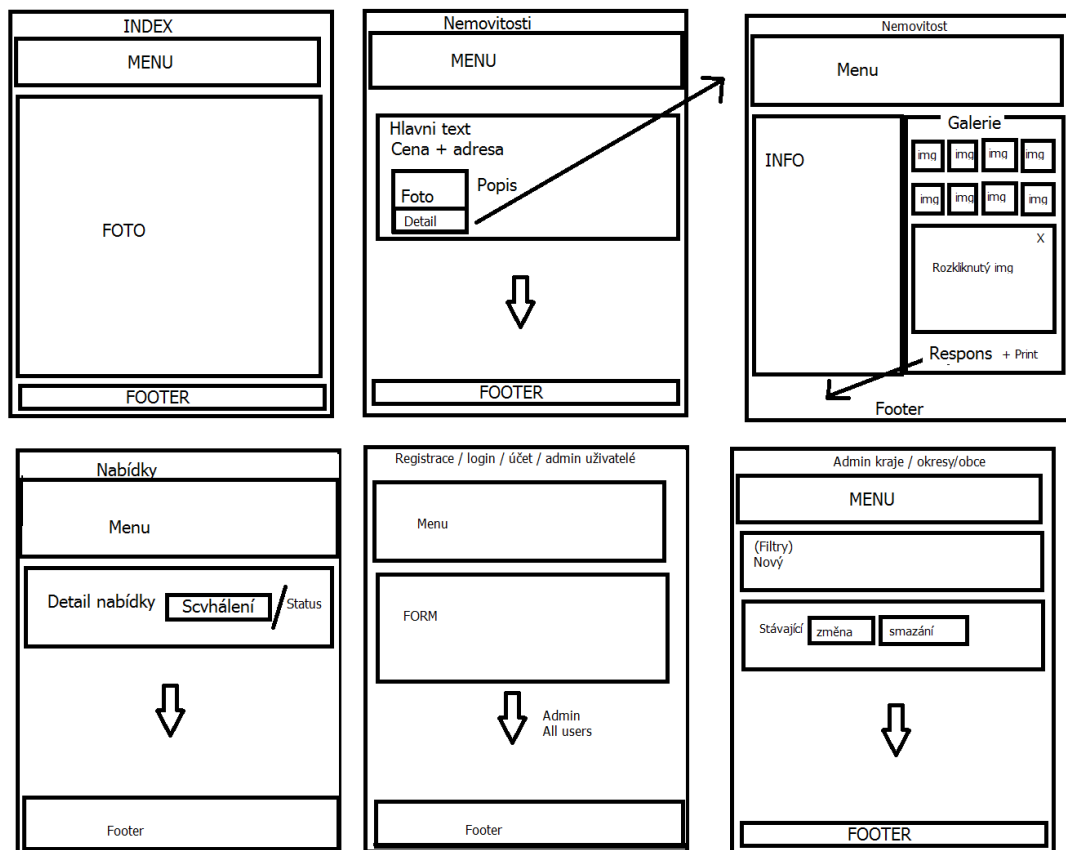 INDEX
MENU
FOTO
FOOTER
Nemovitosti
MENU
Hlavni text
Cena + adresa
Foto
Popis
Detail
FOOTER
Nemovitost
Menu
INFO
Galerie
img img img img
img img img img
X
Rozkliknutý img
Respons + Print
Footer
Nabídky
Menu
Detail nabídky Scvhálení Status
Footer
Registrace / login / účet / admin uživatelé
Menu
FORM
Admin
All users
Footer
Admin kraje / okresy/obce
MENU
(Filtry)
Nový
Stávající změna smazání
FOOTER